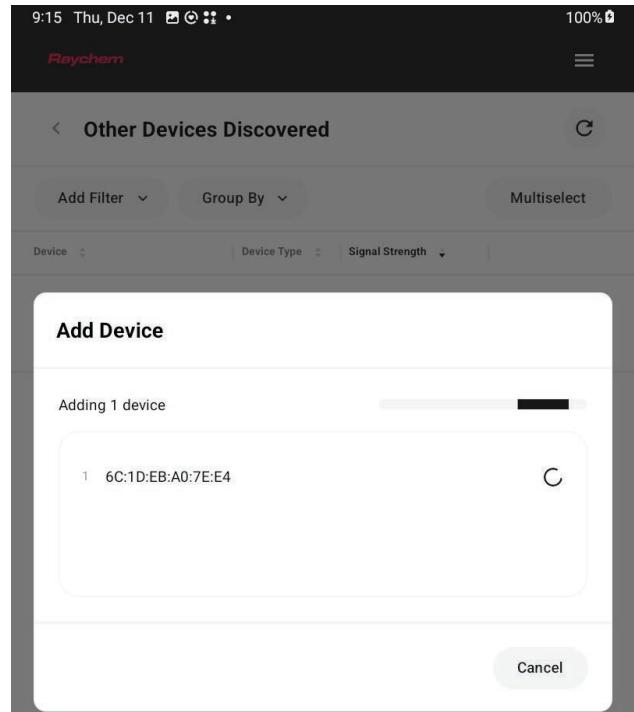 9:15 Thu, Dec 11 100%
Raychem
Other Devices Discovered
Add Filter Group By Multiselect
Device Device Type Signal Strength
Add Device
Adding 1 device
1 6C:1D:EB:A0:7E:E4
Cancel